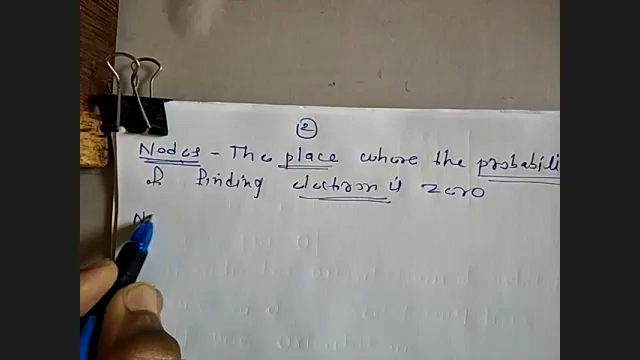 2
Nodes - The place where the probabili
of finding electron is zero
N